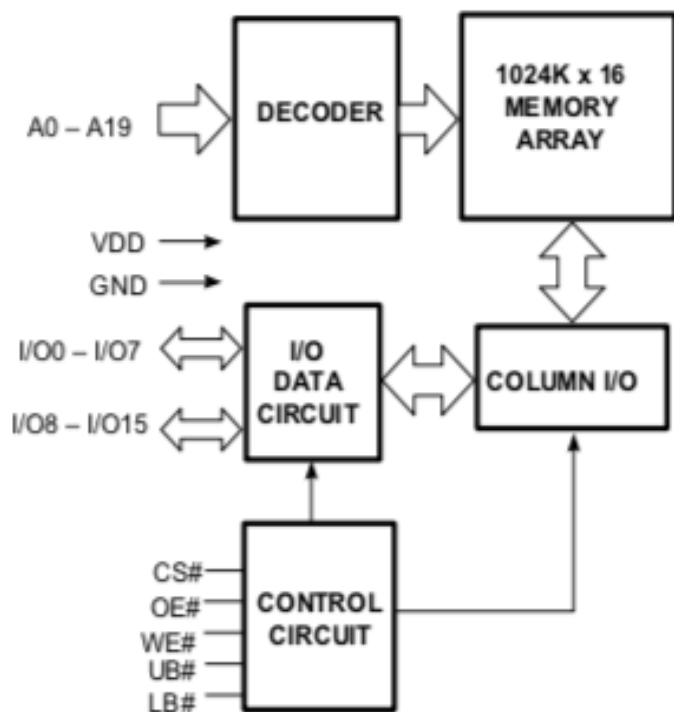 A0 – A19
DECODER
1024K x 16
MEMORY
ARRAY
VDD
GND
I/O0 – I/O7
I/O8 – I/O15
I/O
DATA
CIRCUIT
COLUMN I/O
CS#
OE#
WE#
UB#
LB#
CONTROL
CIRCUIT